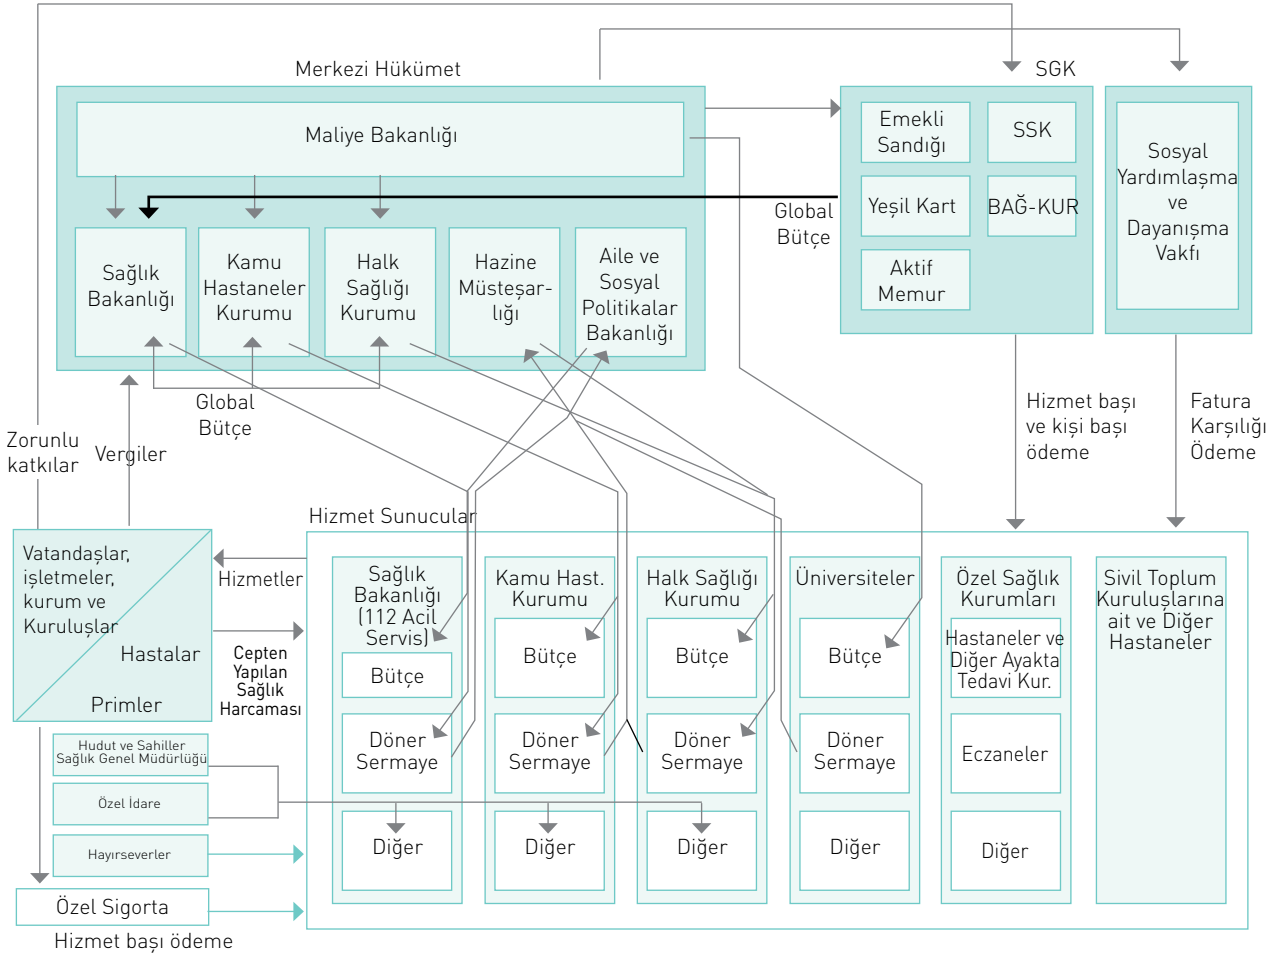 Merkezi Hükümet
SGK
Maliye Bakanlığı
Emekli
Sandığı
SSK
Yeşil Kart
BAĞ-KUR
Aktif
Memur
Sosyal
Yardımlaşma
ve
Dayanışma
Vakfı
Global
Bütçe
Sağlık
Bakanlığı
Kamu
Hastaneler
Kurumu
Halk
Sağlığı
Kurumu
Hazine
Müsteşar-
lığı
Aile ve
Sosyal
Politikalar
Bakanlığı
Global
Bütçe
Zorunlu
katkılar
Vergiler
Hizmet başı
ve kişi başı
ödeme
Fatura
Karşılığı
Ödeme
Hizmet Sunucular
Vatandaşlar,
işletmeler,
kurum ve
Kuruluşlar
Hastalar
Primler
Hizmetler
Cepten
Yapılan
Sağlık
Harcaması
Sağlık
Bakanlığı
(112 Acil
Servis)
Bütçe
Döner
Sermaye
Diğer
Kamu Hast.
Kurumu
Bütçe
Döner
Sermaye
Diğer
Halk Sağlığı
Kurumu
Bütçe
Döner
Sermaye
Diğer
Üniversiteler
Bütçe
Döner
Sermaye
Diğer
Özel Sağlık
Kurumları
Hastaneler ve
Diğer Ayakta
Tedavi Kur.
Eczaneler
Diğer
Sivil Toplum
Kuruluşlarına
ait ve Diğer
Hastaneler
Hudut ve Sahiller
Sağlık Genel Müdürlüğü
Özel İdare
Hayırseverler
Özel Sigorta
Hizmet başı ödeme